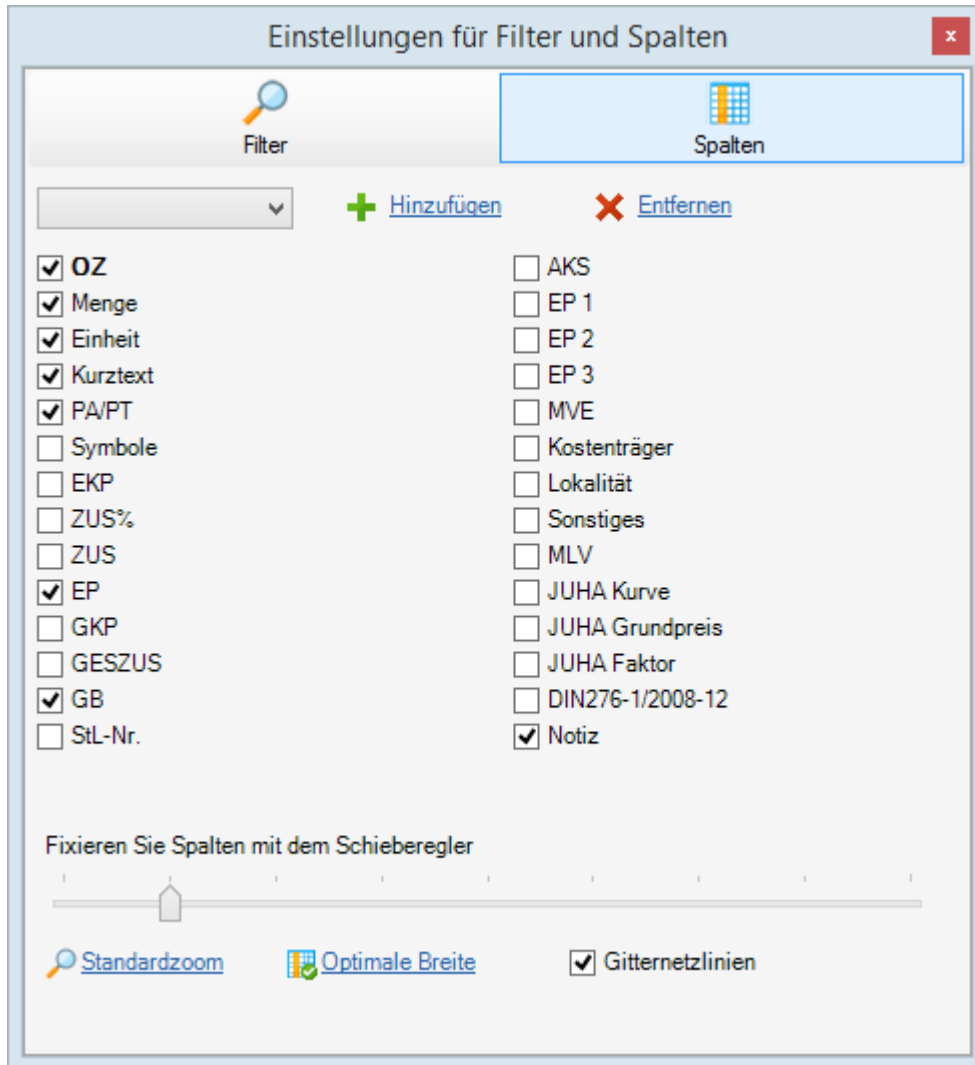 Einstellungen für Filter und Spalten
x
Filter
Spalten
Hinzufügen
Entfernen
OZ
Menge
Einheit
Kurztext
PA/PT
Symbole
EKP
ZUS%
ZUS
EP
GKP
GESZUS
GB
StL-Nr.
AKS
EP 1
EP 2
EP 3
MVE
Kostenträger
Lokalität
Sonstiges
MLV
JUHA Kurve
JUHA Grundpreis
JUHA Faktor
DIN276-1/2008-12
Notiz
Fixieren Sie Spalten mit dem Schieberegler
Standardzoom
Optimale Breite
Gitternetzlinien